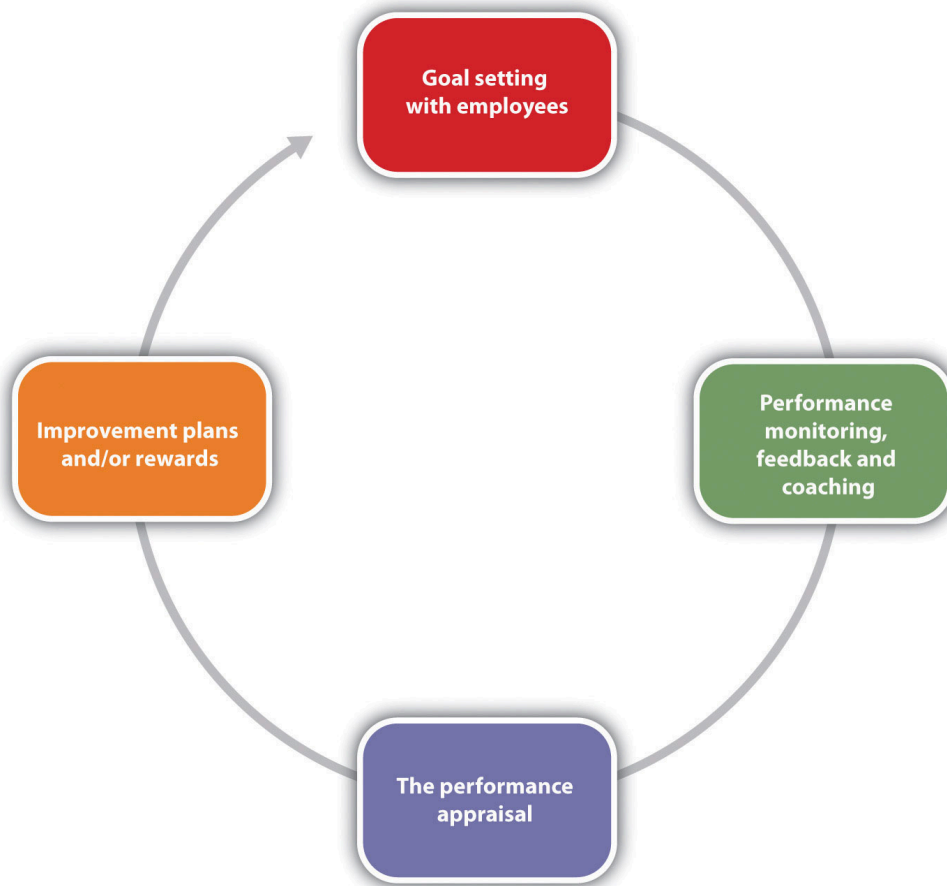 Goal setting
with employees
Performance
monitoring,
feedback and
coaching
The performance
appraisal
Improvement plans
and/or rewards